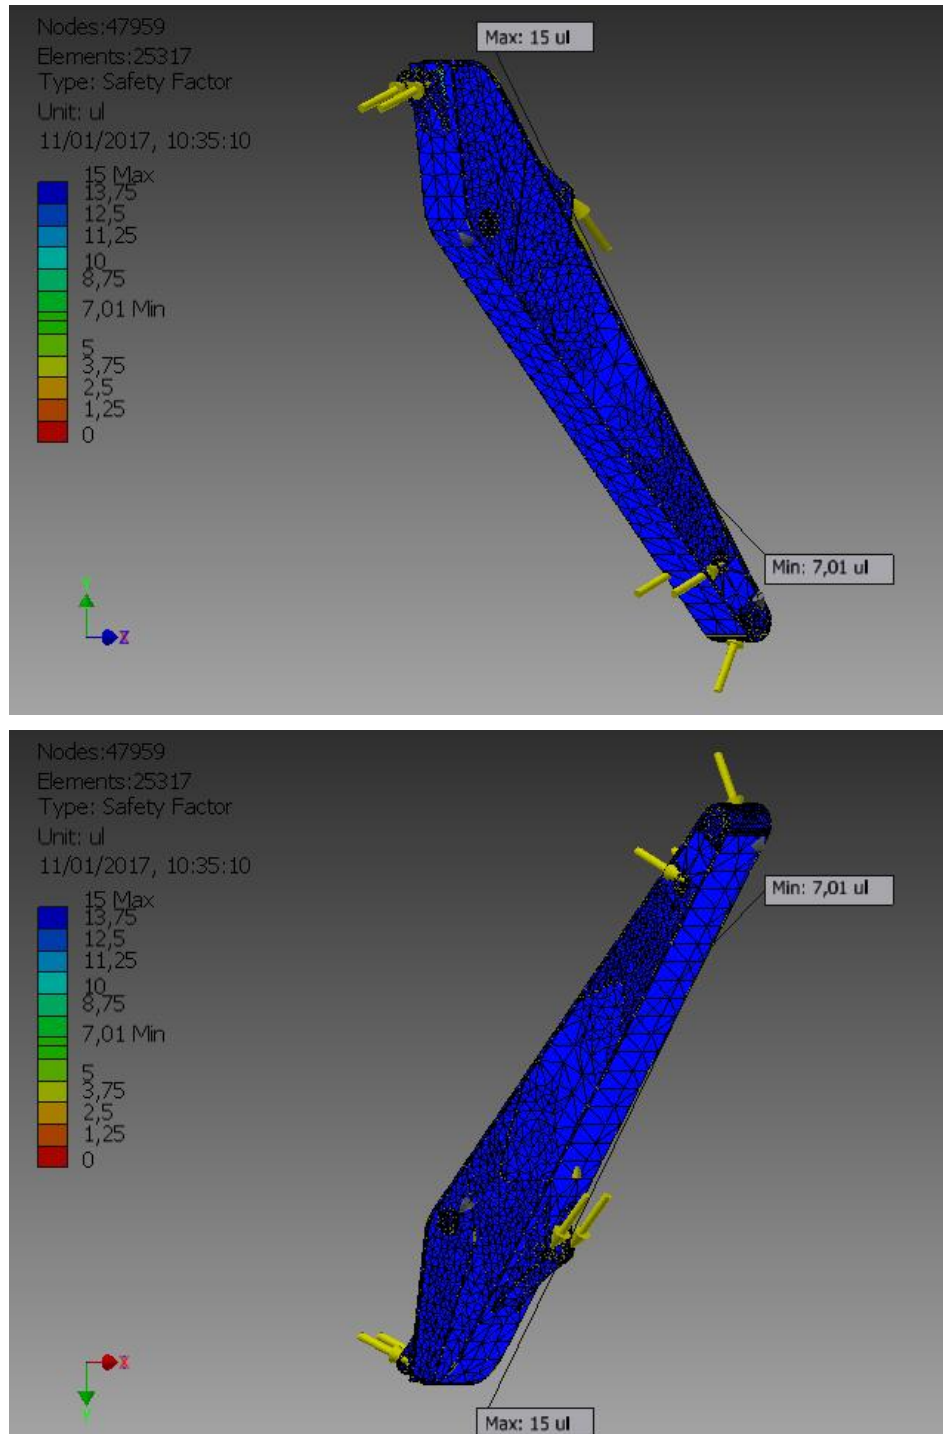 Nodes:47959
Elements:25317
Type: Safety Factor
Unit: ul
11/01/2017, 10:35:10
15 Max
13,75
12,5
11,25
10
8,75
7,01 Min
5
3,75
2,5
1,25
0
Max: 15 ul
Min: 7,01 ul
Y
Z
Nodes:47959
Elements:25317
Type: Safety Factor
Unit: ul
11/01/2017, 10:35:10
15 Max
13,75
12,5
11,25
10
8,75
7,01 Min
5
3,75
2,5
1,25
0
Min: 7,01 ul
Max: 15 ul
X
Y